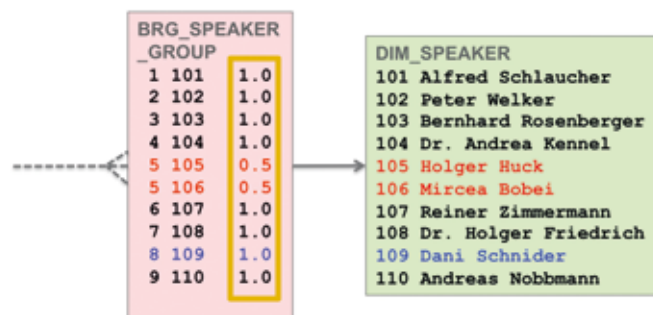 BRG_SPEAKER
_GROUP
1 101 1.0
2 102 1.0
3 103 1.0
4 104 1.0
5 105 0.5
5 106 0.5
6 107 1.0
7 108 1.0
8 109 1.0
9 110 1.0
DIM_SPEAKER
101 Alfred Schlaucher
102 Peter Welker
103 Bernhard Rosenberger
104 Dr. Andrea Kennel
105 Holger Huck
106 Mircea Bobei
107 Reiner Zimmermann
108 Dr. Holger Friedrich
109 Dani Schnider
110 Andreas Nobbmann